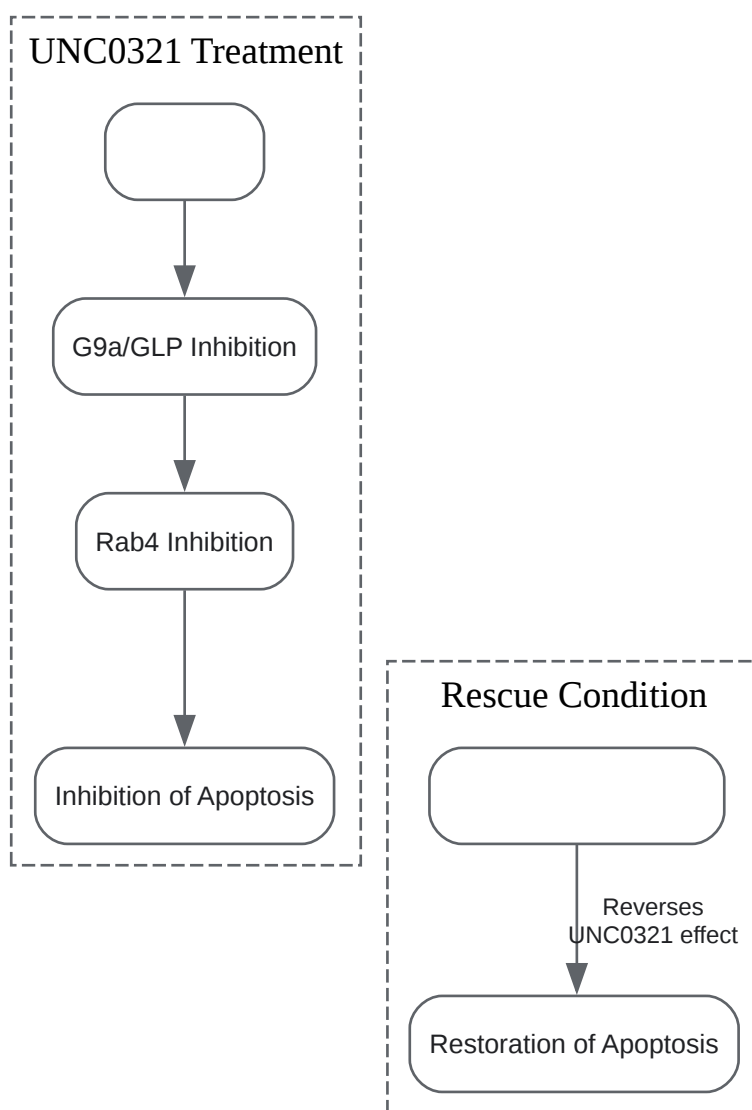 UNC0321 Treatment
G9a/GLP Inhibition
Rab4 Inhibition
Inhibition of Apoptosis
Rescue Condition
Reverses
UNC0321 effect
Restoration of Apoptosis